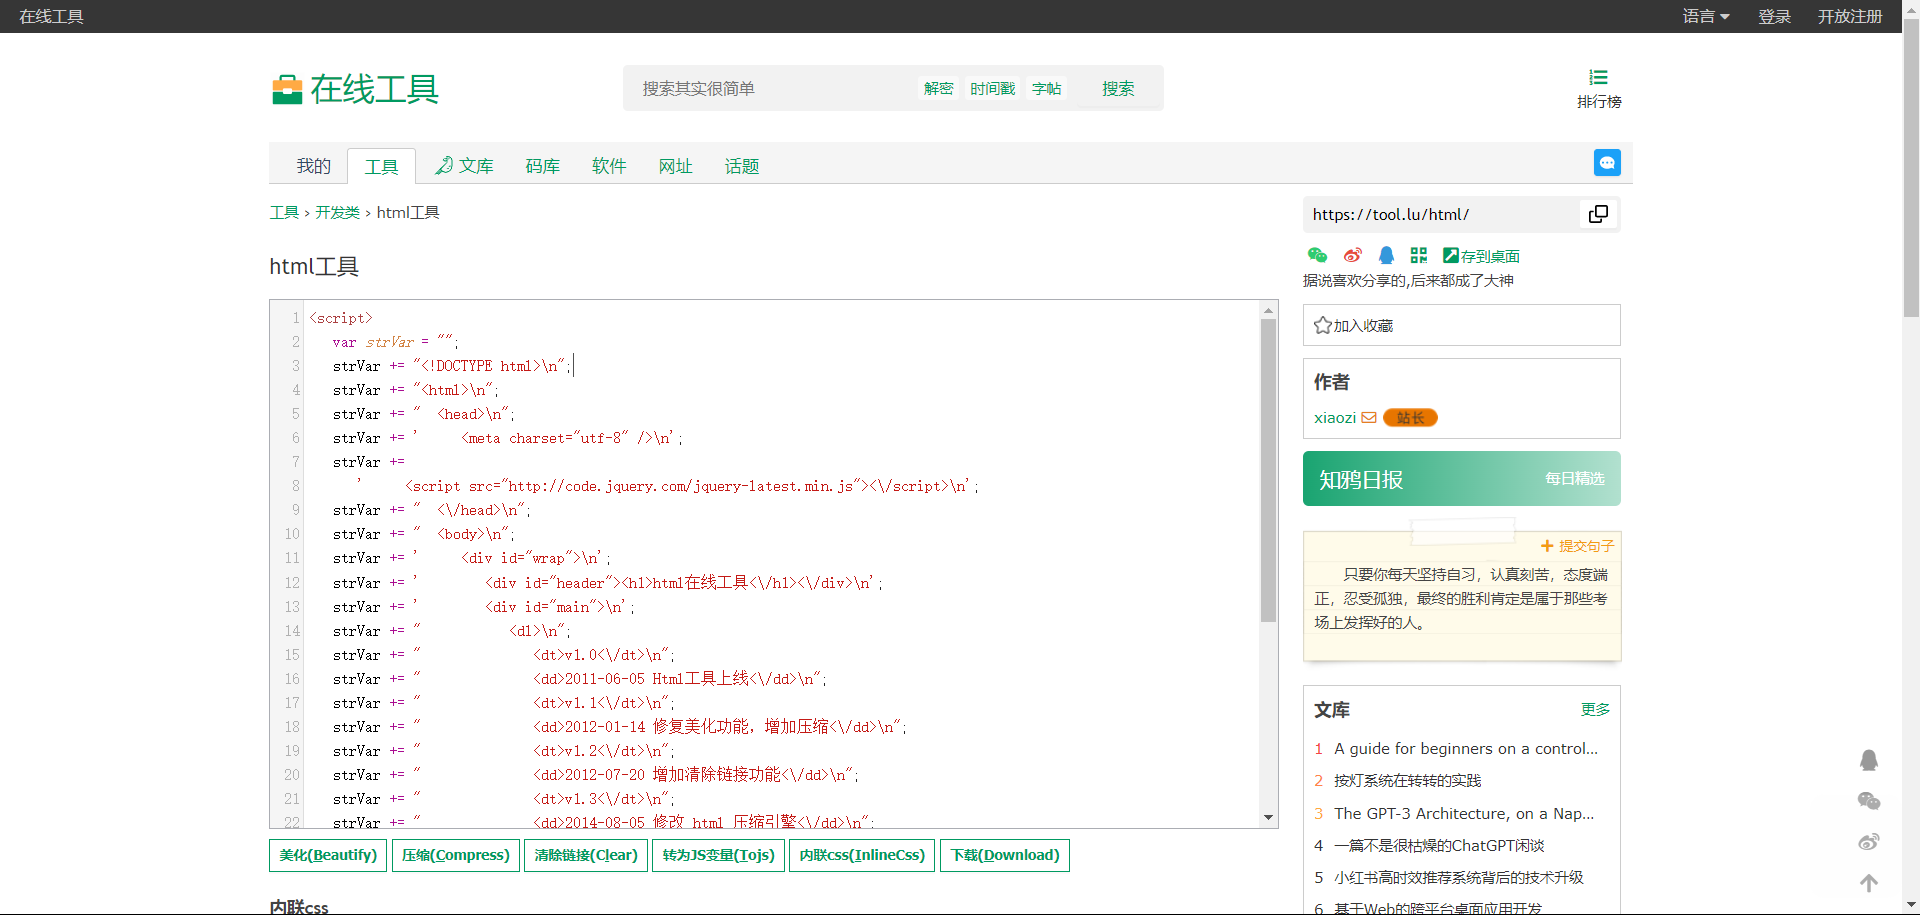 在线工具
语言
登录
开放注册
在线工具
搜索其实很简单
解密
时间戳
字帖
搜索
排行榜
我的
工具
文库
码库
软件
网址
话题
工具 › 开发类 › html工具
html工具
1 <script>
2 var strVar = "";
3 strVar += "<!DOCTYPE html>\n";
4 strVar += "<html>\n";
5 strVar += "  <head>\n";
6 strVar += '     <meta charset="utf-8" />\n';
7 strVar +=
8 '     <script src="http://code.jquery.com/jquery-latest.min.js"><\/script>\n';
9 strVar += "  <\/head>\n";
10 strVar += "  <body>\n";
11 strVar += '     <div id="wrap">\n';
12 strVar += '        <div id="header"><h1>html在线工具<\/h1><\/div>\n';
13 strVar += '        <div id="main">\n';
14 strVar += "           <dl>\n";
15 strVar += "              <dt>v1.0<\/dt>\n";
16 strVar += "              <dd>2011-06-05 Html工具上线<\/dd>\n";
17 strVar += "              <dt>v1.1<\/dt>\n";
18 strVar += "              <dd>2012-01-14 修复美化功能，增加压缩<\/dd>\n";
19 strVar += "              <dt>v1.2<\/dt>\n";
20 strVar += "              <dd>2012-07-20 增加清除链接功能<\/dd>\n";
21 strVar += "              <dt>v1.3<\/dt>\n";
22 strVar += "              <dd>2014-08-05 修改 html 压缩引擎<\/dd>\n";
美化(Beautify)
压缩(Compress)
清除链接(Clear)
转为JS变量(Tojs)
内联css(InlineCss)
下载(Download)
内联css
https://tool.lu/html/
存到桌面
据说喜欢分享的,后来都成了大神
加入收藏
作者
xiaozi 站长
知鸦日报
每日精选
提交句子
只要你每天坚持自习，认真刻苦，态度端
正，忍受孤独，最终的胜利肯定是属于那些考
场上发挥好的人。
文库
更多
1 A guide for beginners on a control...
2 按灯系统在转转的实践
3 The GPT-3 Architecture, on a Nap...
4 一篇不是很枯燥的ChatGPT闲谈
5 小红书高时效推荐系统背后的技术升级
6 基于Web的跨平台桌面应用开发